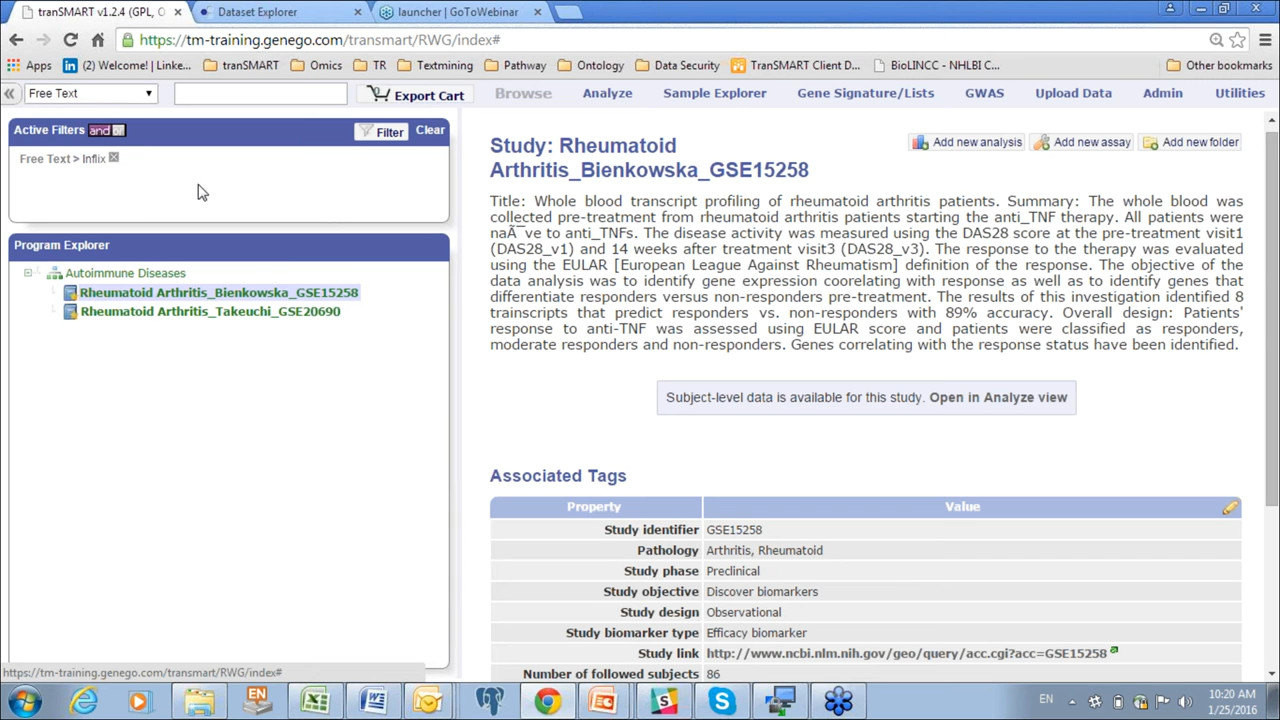 tranSMART v1.2.4 (GPL, O
Dataset Explorer
launcher | GoToWebinar
https://tm-training.genego.com/transmart/RWG/index#
Apps
(2) Welcome! | Linke...
tranSMART
Omics
TR
Textmining
Pathway
Ontology
Data Security
TranSMART Client D...
BioLINCC - NHLBI C...
Other bookmarks
Free Text
Export Cart
Browse
Analyze
Sample Explorer
Gene Signature/Lists
GWAS
Upload Data
Admin
Utilities
Active Filters and or
Filter
Clear
Free Text > Inflix
Program Explorer
Autoimmune Diseases
Rheumatoid Arthritis_Bienkowska_GSE15258
Rheumatoid Arthritis_Takeuchi_GSE20690
Study: Rheumatoid
Arthritis_Bienkowska_GSE15258
Add new analysis
Add new assay
Add new folder
Title: Whole blood transcript profiling of rheumatoid arthritis patients. Summary: The whole blood was
collected pre-treatment from rheumatoid arthritis patients starting the anti_TNF therapy. All patients were
naÃ¯ve to anti_TNFs. The disease activity was measured using the DAS28 score at the pre-treatment visit1
(DAS28_v1) and 14 weeks after treatment visit3 (DAS28_v3). The response to the therapy was evaluated
using the EULAR [European League Against Rheumatism] definition of the response. The objective of the
data analysis was to identify gene expression coorelating with response as well as to identify genes that
differentiate responders versus non-responders pre-treatment. The results of this investigation identified 8
transcripts that predict responders vs. non-responders with 89% accuracy. Overall design: Patients'
response to anti-TNF was assessed using EULAR score and patients were classified as responders,
moderate responders and non-responders. Genes correlating with the response status have been identified.
Subject-level data is available for this study. Open in Analyze view
Associated Tags
Property Value
Study identifier GSE15258
Pathology Arthritis, Rheumatoid
Study phase Preclinical
Study objective Discover biomarkers
Study design Observational
Study biomarker type Efficacy biomarker
Study link http://www.ncbi.nlm.nih.gov/geo/query/acc.cgi?acc=GSE15258
Number of followed subjects 86
https://tm-training.genego.com/transmart/RWG/index#
EN
10:20 AM
1/25/2016